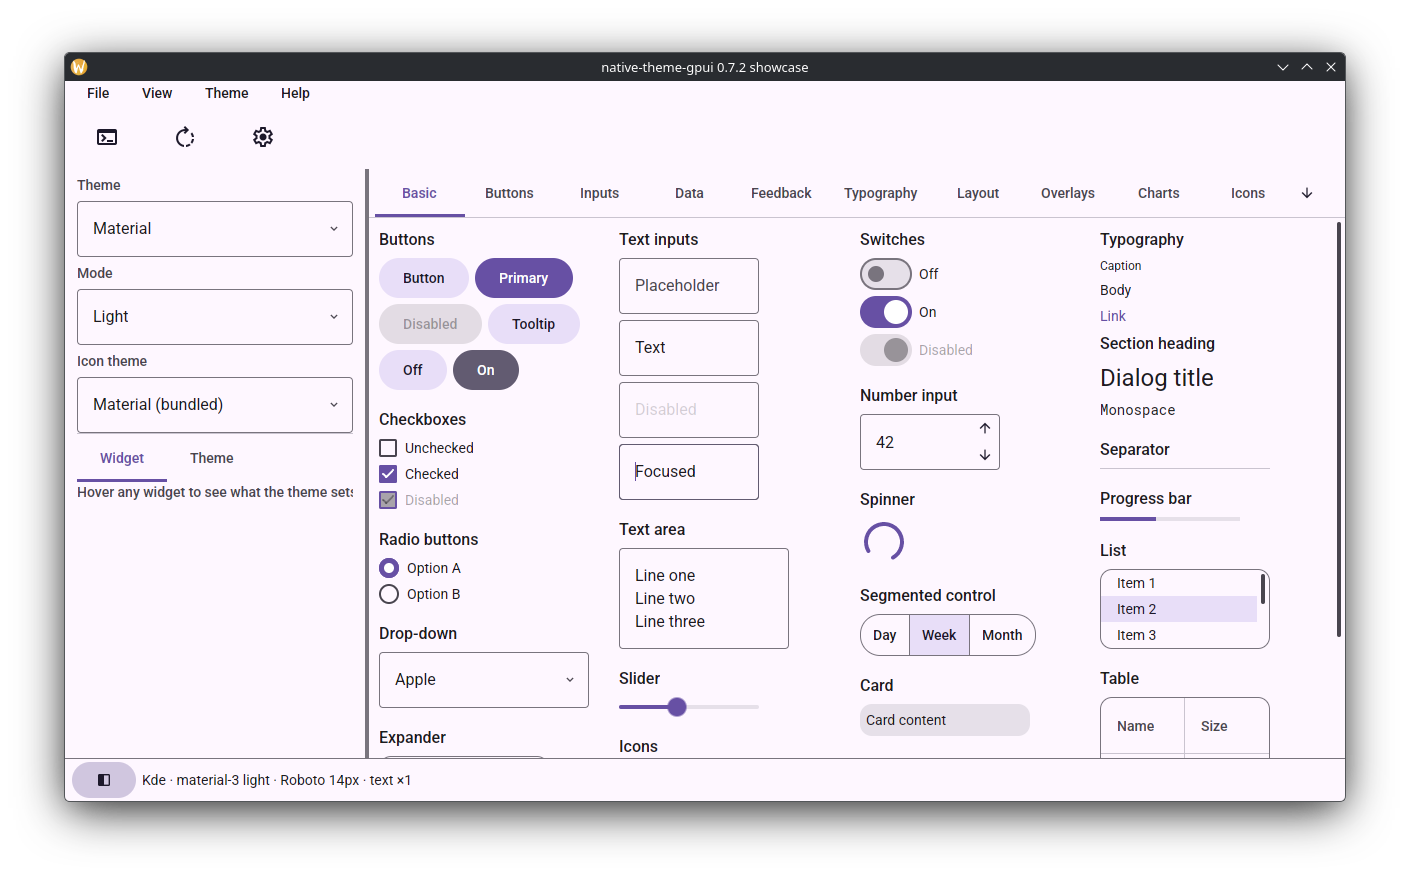 native-theme-gpui 0.7.2 showcase
File View Theme Help
Theme
Material
Mode
Light
Icon theme
Material (bundled)
Widget Theme
Hover any widget to see what the theme sets
Basic Buttons Inputs Data Feedback Typography Layout Overlays Charts Icons
Buttons
Button Primary
Disabled Tooltip
Off On
Checkboxes
Unchecked
Checked
Disabled
Radio buttons
Option A
Option B
Drop-down
Apple
Expander
Text inputs
Placeholder
Text
Disabled
Focused
Text area
Line one
Line two
Line three
Slider
Icons
Switches
Off
On
Disabled
Number input
42
Spinner
Segmented control
Day Week Month
Card
Card content
Typography
Caption
Body
Link
Section heading
Dialog title
Monospace
Separator
Progress bar
List
Item 1
Item 2
Item 3
Table
Name Size
Kde · material-3 light · Roboto 14px · text ×1